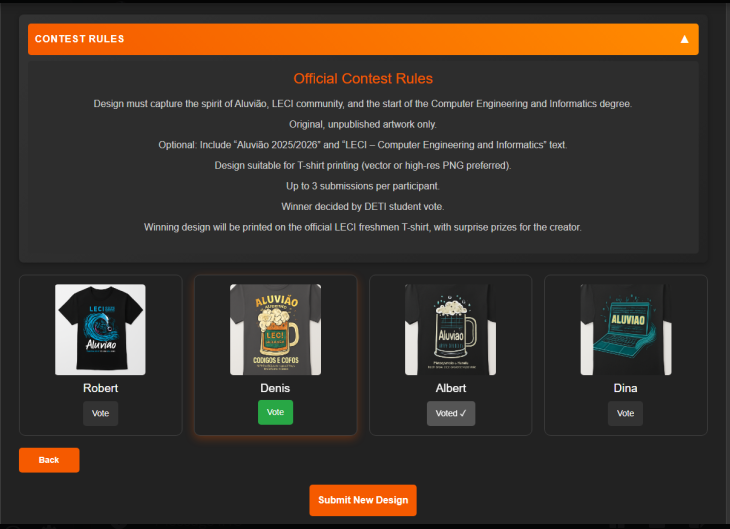 CONTEST RULES ▲
Official Contest Rules
Design must capture the spirit of Aluvião, LECI community, and the start of the Computer Engineering and Informatics degree.
Original, unpublished artwork only.
Optional: Include "Aluvião 2025/2026" and "LECI – Computer Engineering and Informatics" text.
Design suitable for T-shirt printing (vector or high-res PNG preferred).
Up to 3 submissions per participant.
Winner decided by DETI student vote.
Winning design will be printed on the official LECI freshmen T-shirt, with surprise prizes for the creator.
LECI
Aluvião
Robert
Vote
ALUVIÃO
LECI
CODIGOS E COFOS
Denis
Vote
Aluvião
Albert
Voted ✓
ALUVIAO
Dina
Vote
Back
Submit New Design